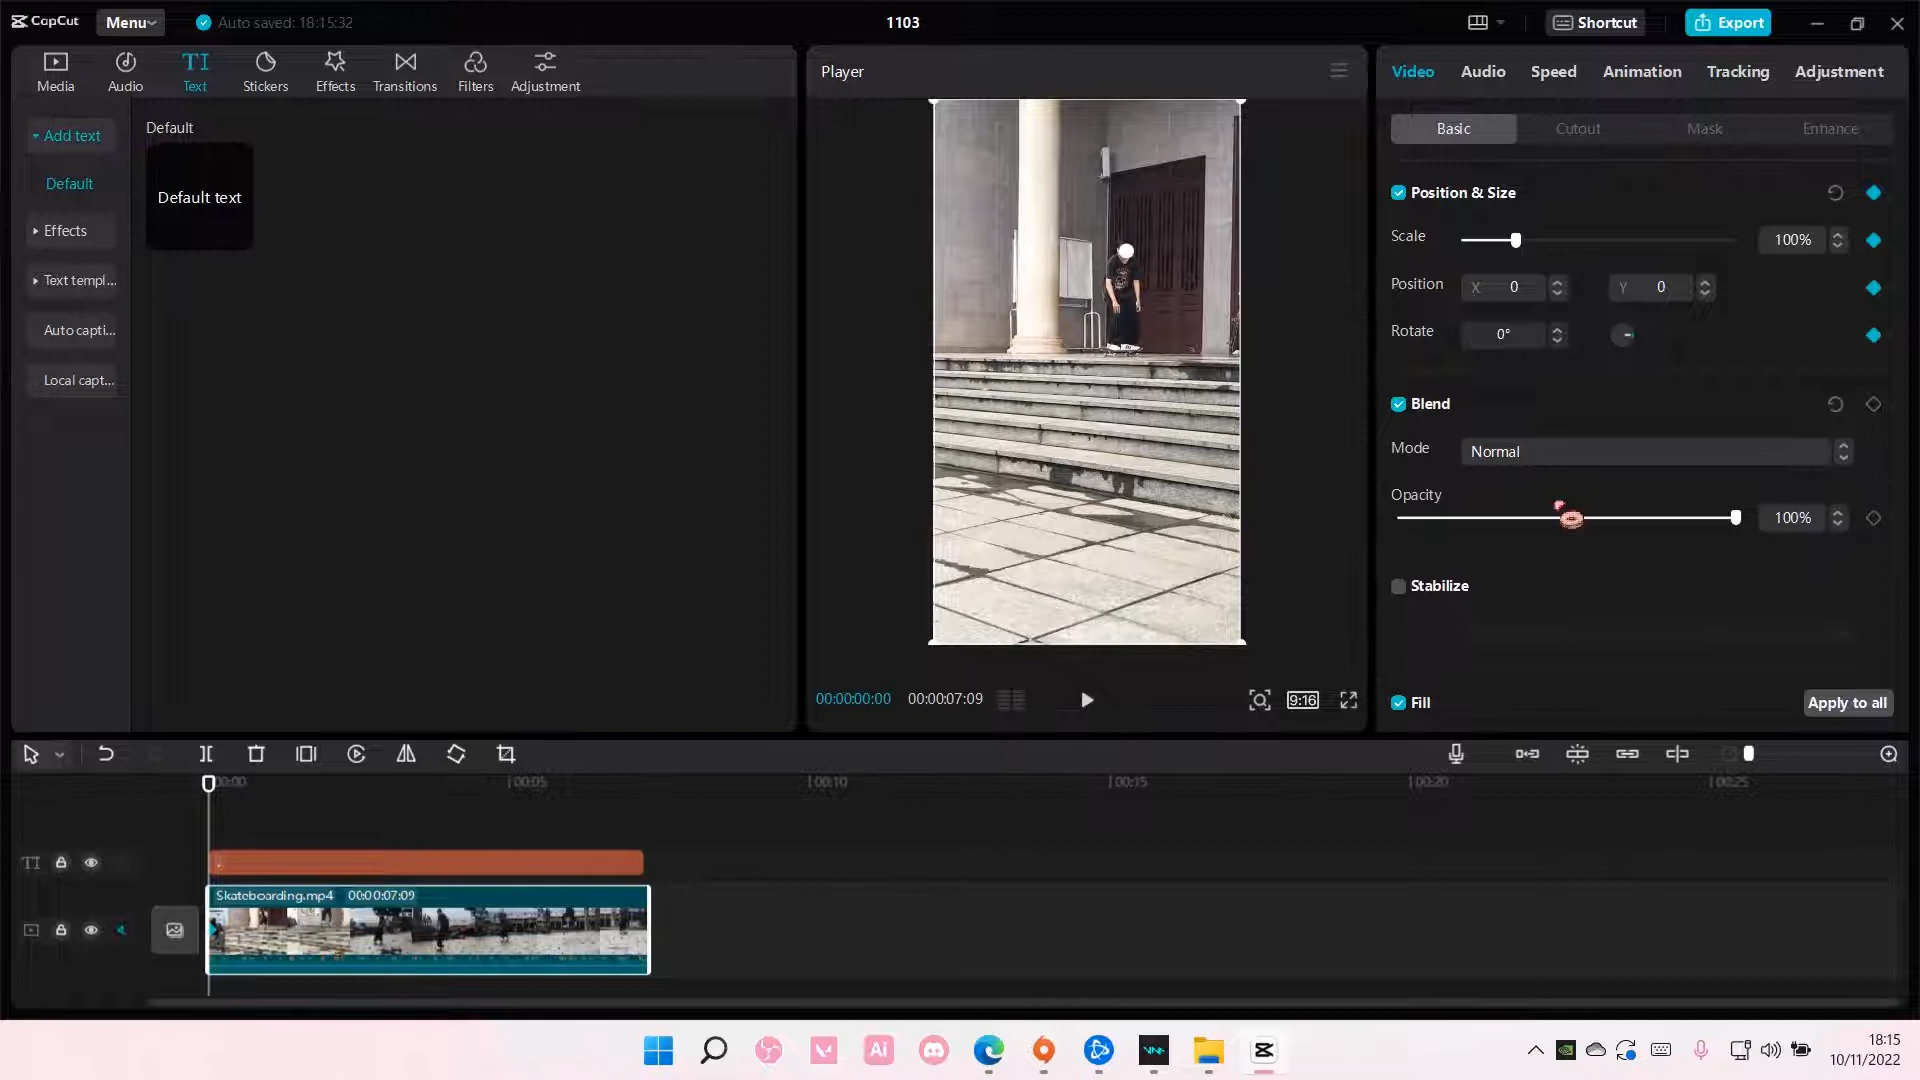 CapCut
Menu
Auto saved: 18:15:32
1103
Shortcut
Export
Media
Audio
Text
Stickers
Effects
Transitions
Filters
Adjustment
Add text
Default
Effects
Text templ...
Auto capti...
Local capt...
Default
Default text
Player
00:00:00:00
00:00:07:09
9:16
Video
Audio
Speed
Animation
Tracking
Adjustment
Basic
Cutout
Mask
Enhance
Position & Size
Scale
100%
Position
X 0
Y 0
Rotate
0°
Blend
Mode
Normal
Opacity
100%
Stabilize
Fill
Apply to all
00:00
00:05
00:10
00:15
00:20
00:25
TI
Skateboarding.mp4 00:00:07:09
Ai
VN
18:15
10/11/2022